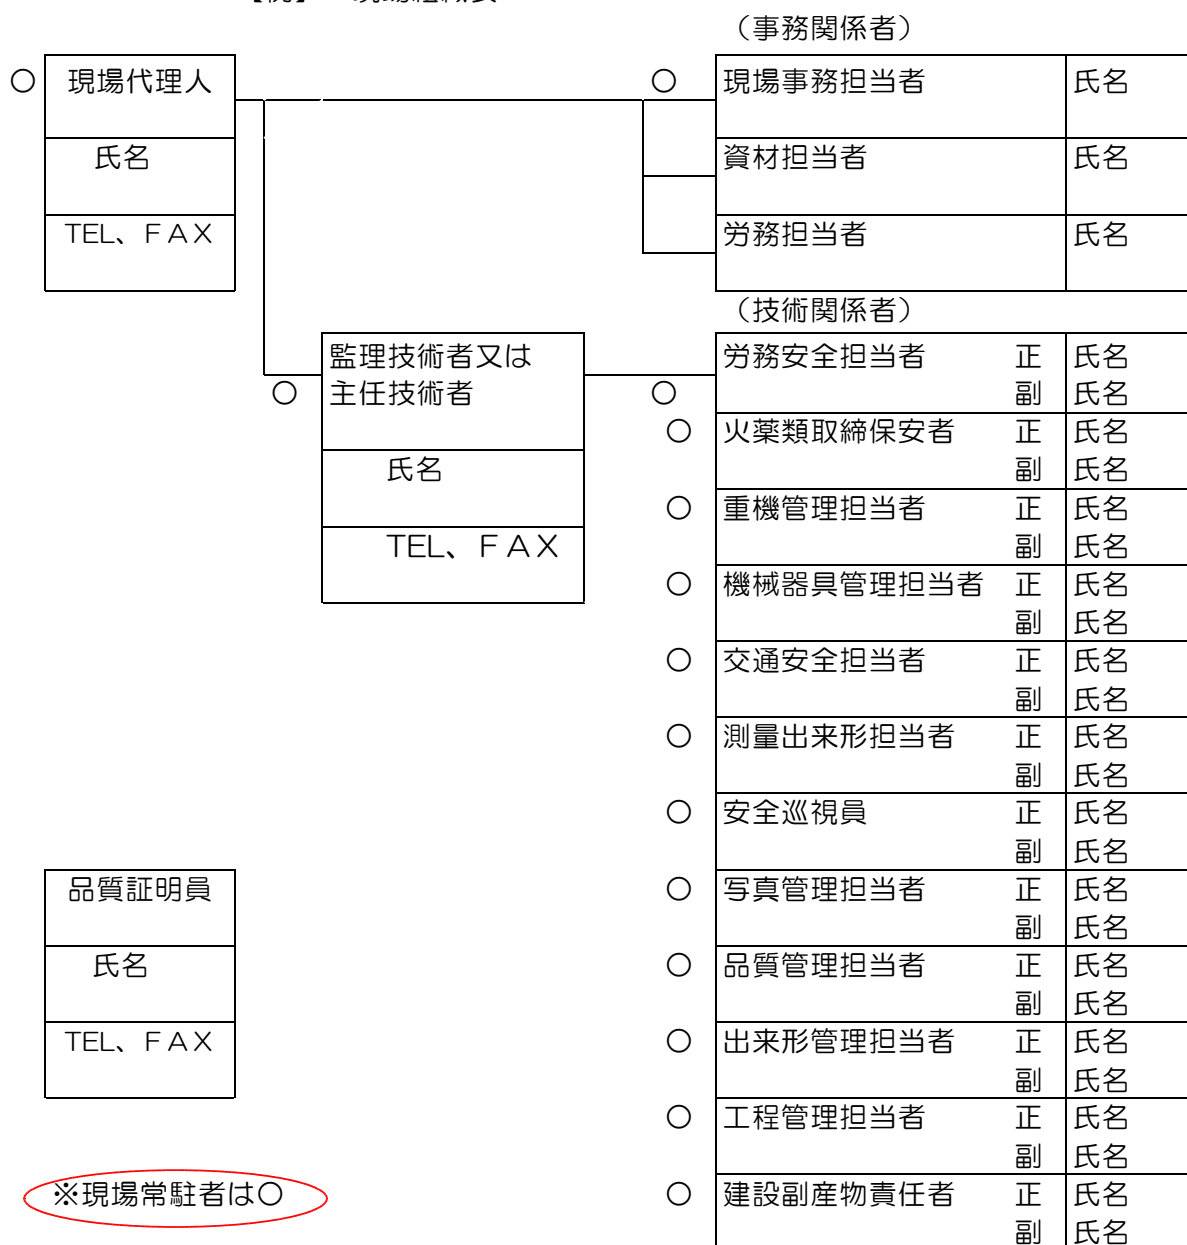 （事務関係者）
○ 現場代理人
氏名
TEL、ＦＡＸ
○ 現場事務担当者 氏名
資材担当者 氏名
労務担当者 氏名
（技術関係者）
監理技術者又は
○ 主任技術者
氏名
TEL、ＦＡＸ
労務安全担当者 正 氏名
○ 副 氏名
○ 火薬類取締保安者 正 氏名
副 氏名
○ 重機管理担当者 正 氏名
副 氏名
○ 機械器具管理担当者 正 氏名
副 氏名
○ 交通安全担当者 正 氏名
副 氏名
○ 測量出来形担当者 正 氏名
副 氏名
○ 安全巡視員 正 氏名
副 氏名
○ 写真管理担当者 正 氏名
副 氏名
○ 品質管理担当者 正 氏名
副 氏名
○ 出来形管理担当者 正 氏名
副 氏名
○ 工程管理担当者 正 氏名
副 氏名
○ 建設副産物責任者 正 氏名
副 氏名
品質証明員
氏名
TEL、ＦＡＸ
※現場常駐者は○